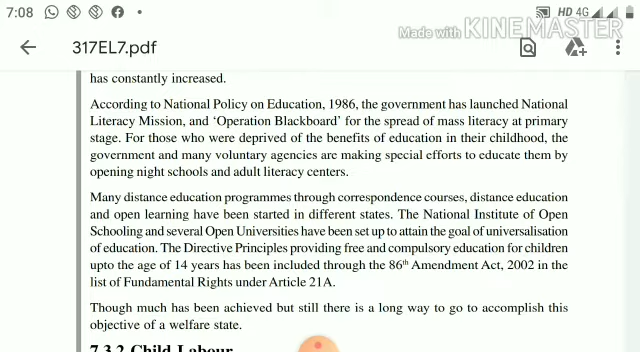 7:08 HD 4G
Made with KINEMASTER
317EL7.pdf
has constantly increased.
According to National Policy on Education, 1986, the government has launched National
Literacy Mission, and ‘Operation Blackboard’ for the spread of mass literacy at primary
stage. For those who were deprived of the benefits of education in their childhood, the
government and many voluntary agencies are making special efforts to educate them by
opening night schools and adult literacy centers.
Many distance education programmes through correspondence courses, distance education
and open learning have been started in different states. The National Institute of Open
Schooling and several Open Universities have been set up to attain the goal of universalisation
of education. The Directive Principles providing free and compulsory education for children
upto the age of 14 years has been included through the 86th Amendment Act, 2002 in the
list of Fundamental Rights under Article 21A.
Though much has been achieved but still there is a long way to go to accomplish this
objective of a welfare state.
7.3.2 Child Labour